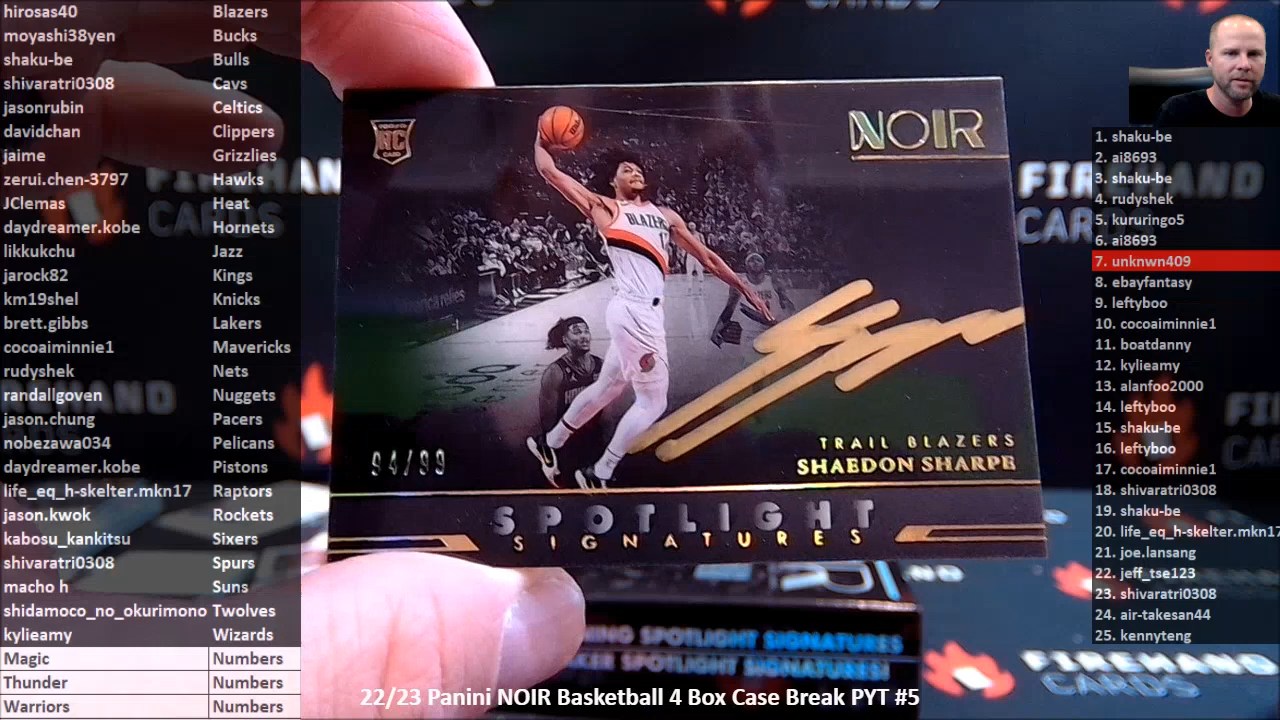 hirosas40 Blazers
moyashi38yen Bucks
shaku-be Bulls
shivaratri0308 Cavs
jasonrubin Celtics
davidchan Clippers
jaime Grizzlies
zerui.chen-3797 Hawks
JClemas Heat
daydreamer.kobe Hornets
likkukchu Jazz
jarock82 Kings
km19shel Knicks
brett.gibbs Lakers
cocoaiminnie1 Mavericks
rudyshek Nets
randallgoven Nuggets
jason.chung Pacers
nobezawa034 Pelicans
daydreamer.kobe Pistons
life_eq_h-skelter.mkn17 Raptors
jason.kwok Rockets
kabosu_kankitsu Sixers
shivaratri0308 Spurs
macho h Suns
shidamoco_no_okurimono Twolves
kylieamy Wizards
Magic Numbers
Thunder Numbers
Warriors Numbers
RC
CARD
NOIR
BLAZERS
TRAIL BLAZERS
SHAEDON SHARPE
94/99
SPOTLIGHT
SIGNATURES
SPOTLIGHT SIGNATURES
SPOTLIGHT SIGNATURES!
FIREHAND
CARDS
22/23 Panini NOIR Basketball 4 Box Case Break PYT #5
1. shaku-be
2. ai8693
3. shaku-be
4. rudyshek
5. kururingo5
6. ai8693
7. unknwn409
8. ebayfantasy
9. leftyboo
10. cocoaiminnie1
11. boatdanny
12. kylieamy
13. alanfoo2000
14. leftyboo
15. shaku-be
16. leftyboo
17. cocoaiminnie1
18. shivaratri0308
19. shaku-be
20. life_eq_h-skelter.mkn17
21. joe.lansang
22. jeff_tse123
23. shivaratri0308
24. air-takesan44
25. kennyteng
FIREHAND
CARDS